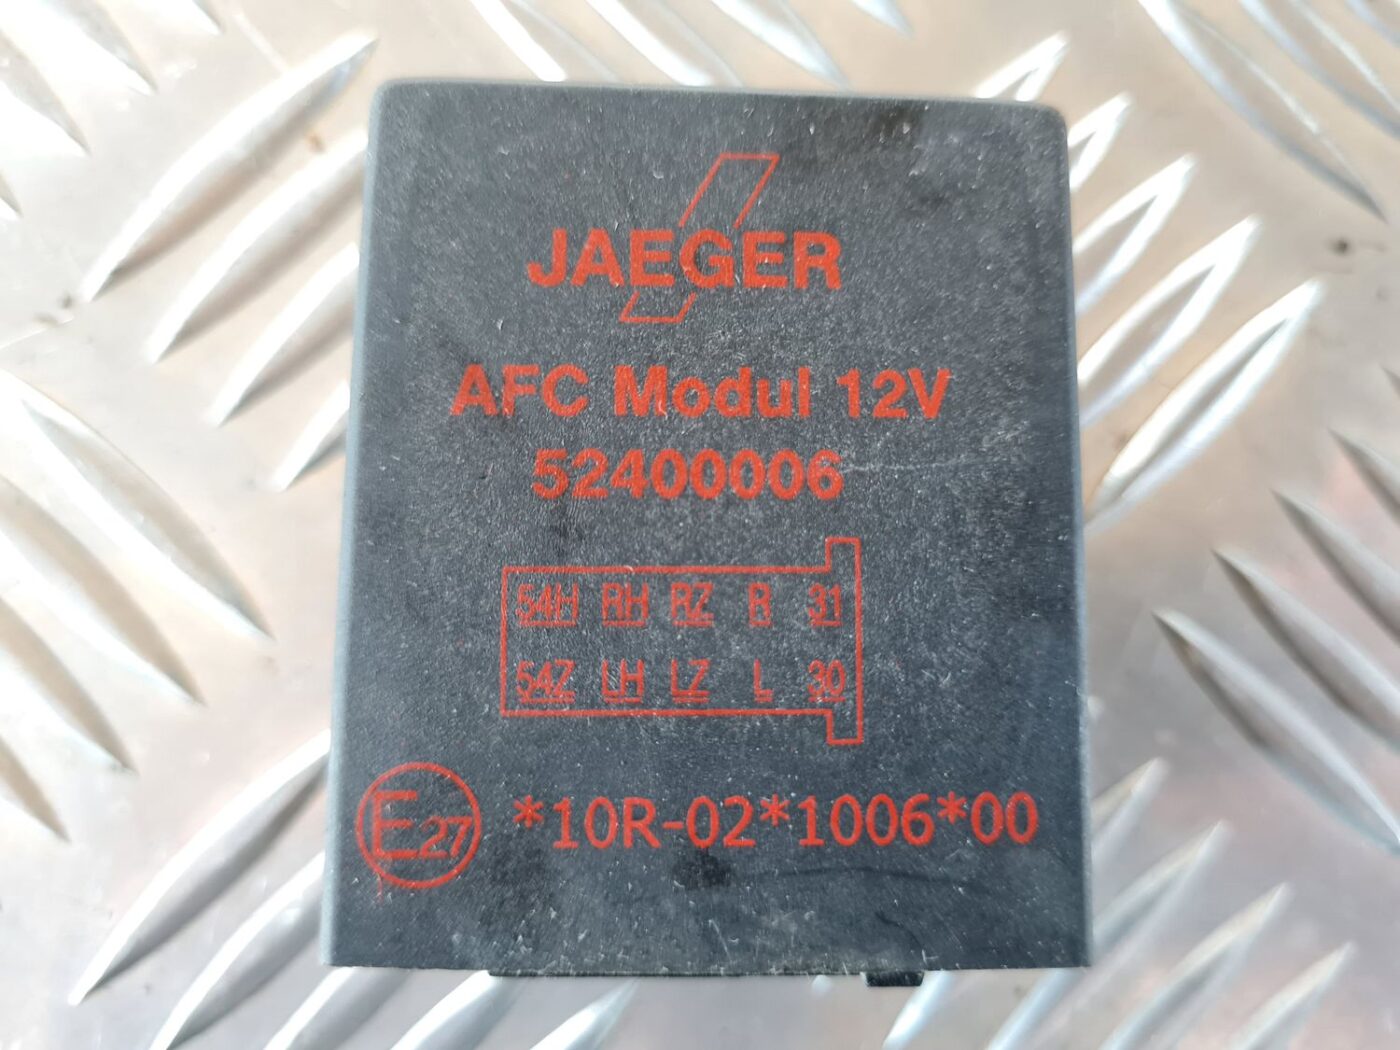 JAEGER
AFC Modul 12V
52400006
54H RH RZ R 31
54Z LH LZ L 30
E27 *10R-02*1006*00